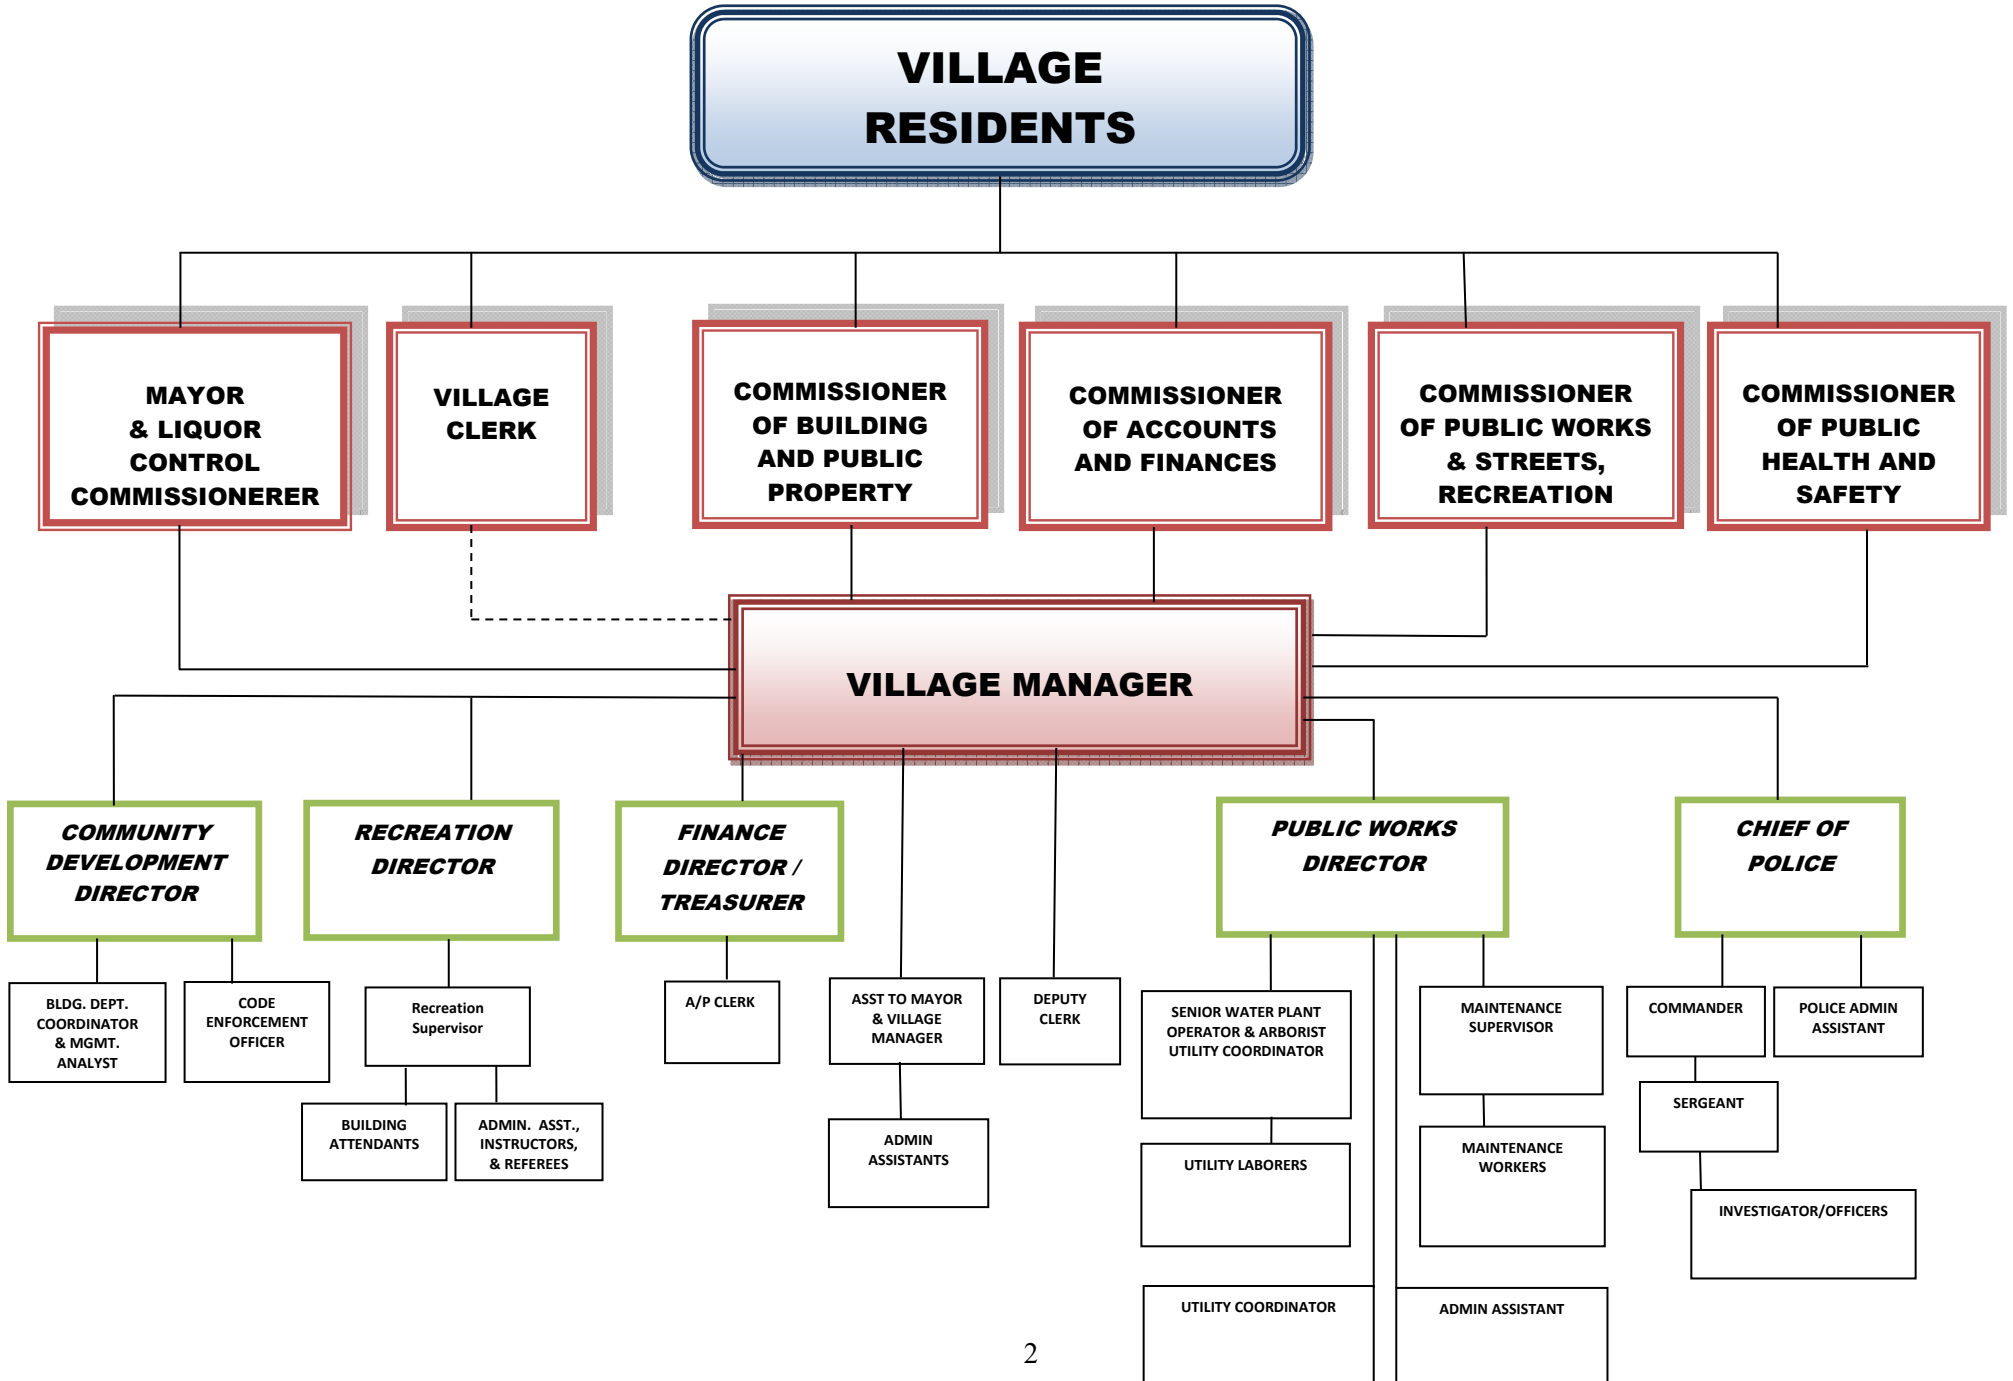 VILLAGE
RESIDENTS
MAYOR
& LIQUOR
CONTROL
COMMISSIONERER
VILLAGE
CLERK
COMMISSIONER
OF BUILDING
AND PUBLIC
PROPERTY
COMMISSIONER
OF ACCOUNTS
AND FINANCES
COMMISSIONER
OF PUBLIC WORKS
& STREETS,
RECREATION
COMMISSIONER
OF PUBLIC
HEALTH AND
SAFETY
VILLAGE MANAGER
COMMUNITY
DEVELOPMENT
DIRECTOR
RECREATION
DIRECTOR
FINANCE
DIRECTOR /
TREASURER
PUBLIC WORKS
DIRECTOR
CHIEF OF
POLICE
BLDG. DEPT.
COORDINATOR
& MGMT.
ANALYST
CODE
ENFORCEMENT
OFFICER
Recreation
Supervisor
A/P CLERK
ASST TO MAYOR
& VILLAGE
MANAGER
DEPUTY
CLERK
SENIOR WATER PLANT
OPERATOR & ARBORIST
UTILITY COORDINATOR
MAINTENANCE
SUPERVISOR
COMMANDER
POLICE ADMIN
ASSISTANT
BUILDING
ATTENDANTS
ADMIN. ASST.,
INSTRUCTORS,
& REFEREES
ADMIN
ASSISTANTS
UTILITY LABORERS
MAINTENANCE
WORKERS
SERGEANT
INVESTIGATOR/OFFICERS
UTILITY COORDINATOR
ADMIN ASSISTANT
2